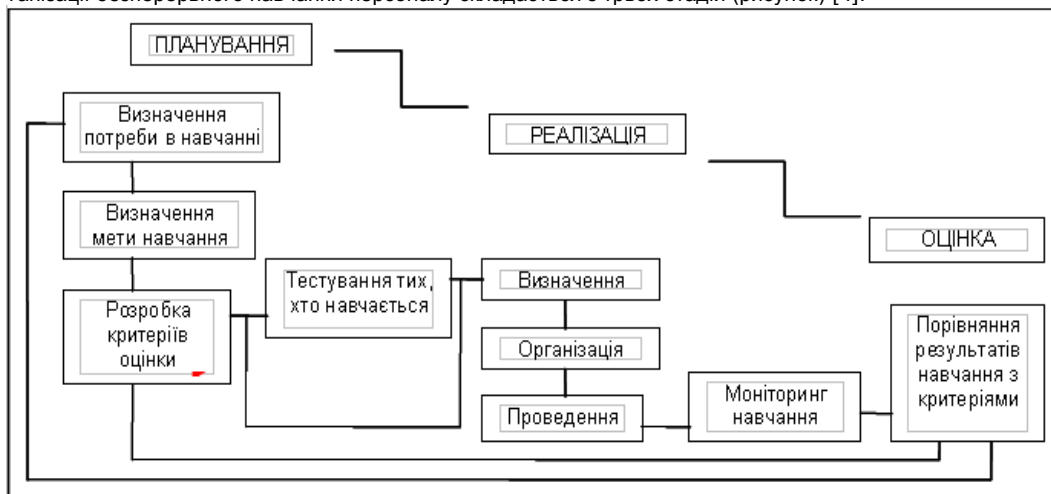 ПЛАНУВАННЯ
Визначення
потреби в навчанні
РЕАЛІЗАЦІЯ
Визначення
мети навчання
ОЦІНКА
Тестування тих,
хто навчається
Визначення
Розробка
критеріїв
оцінки
Організація
Порівняння
результатів
навчання з
критеріями
Проведення
Моніторинг
навчання